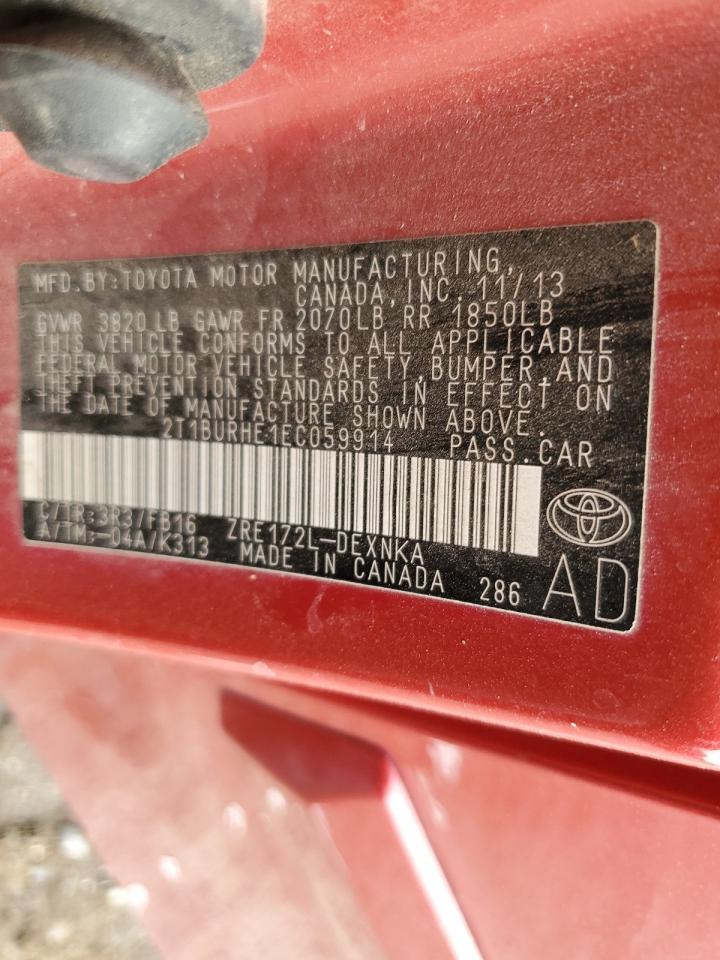 MFD.BY:TOYOTA MOTOR MANUFACTURING,
CANADA, INC. 11/13
GVWR 3820 LB GAWR FR 2070LB RR 1850LB
THIS VEHICLE CONFORMS TO ALL APPLICABLE
FEDERAL MOTOR VEHICLE SAFETY, BUMPER, AND
THEFT PREVENTION STANDARDS IN EFFECT ON
THE DATE OF MANUFACTURE SHOWN ABOVE.
2T1BURHE1EC059914 PASS.CAR
C/TR:3R3/FB16 ZRE172L-DEXNKA
A/TM:-04A/K313 MADE IN CANADA 286 AD